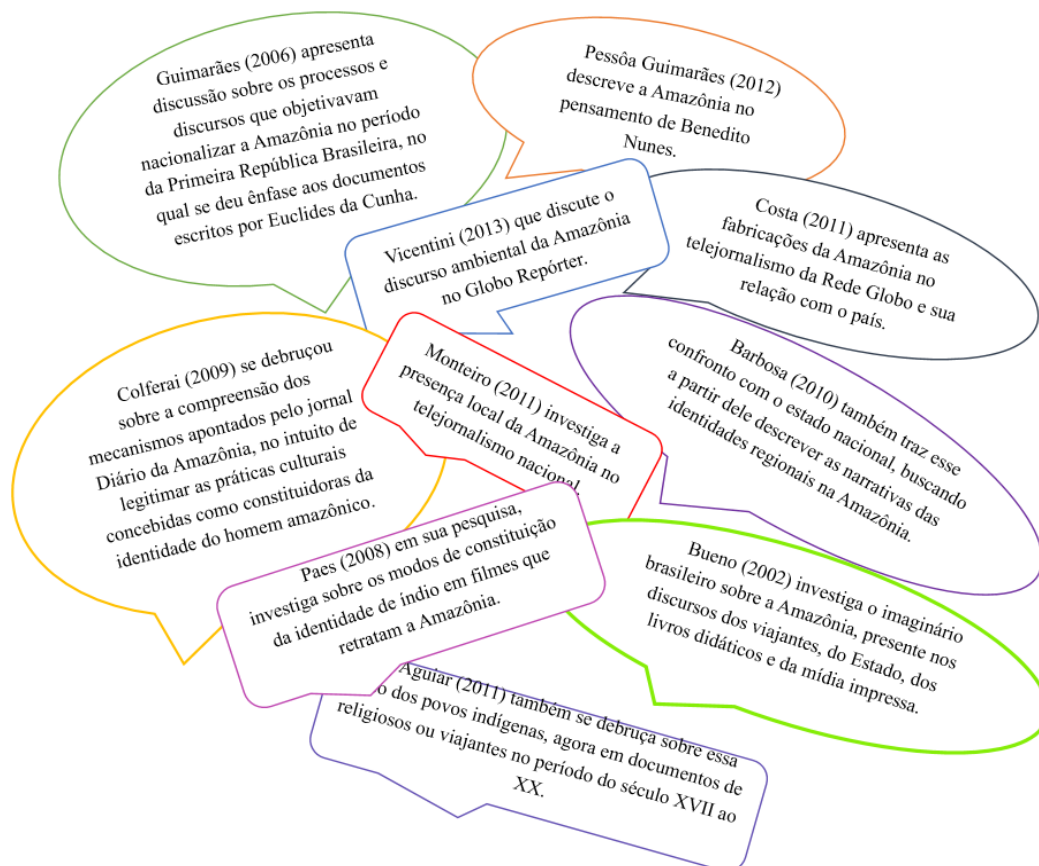 Guimarães (2006) apresenta
discussão sobre os processos e
discursos que objetivavam
nacionalizar a Amazônia no período
da Primeira República Brasileira, no
qual se deu ênfase aos documentos
escritos por Euclides da Cunha.
Pessôa Guimarães (2012)
descreve a Amazônia no
pensamento de Benedito
Nunes.
Vicentini (2013) que discute o
discurso ambiental da Amazônia
no Globo Repórter.
Costa (2011) apresenta as
fabricações da Amazônia no
telejornalismo da Rede Globo e sua
relação com o país.
Colferai (2009) se debruçou
sobre a compreensão dos
mecanismos apontados pelo jornal
Diário da Amazônia, no intuito de
legitimar as práticas culturais
concebidas como constituidoras da
identidade do homem amazônico.
Monteiro (2011) investiga a
presença local da Amazônia no
telejornalismo nacional.
Barbosa (2010) também traz esse
confronto com o estado nacional, buscando
a partir dele descrever as narrativas das
identidades regionais na Amazônia.
Paes (2008) em sua pesquisa,
investiga sobre os modos de constituição
da identidade de índio em filmes que
retratam a Amazônia.
Bueno (2002) investiga o imaginário
brasileiro sobre a Amazônia, presente nos
discursos dos viajantes, do Estado, dos
livros didáticos e da mídia impressa.
Aguiar (2011) também se debruça sobre essa
dos povos indígenas, agora em documentos de
religiosos ou viajantes no período do século XVII ao
XX.